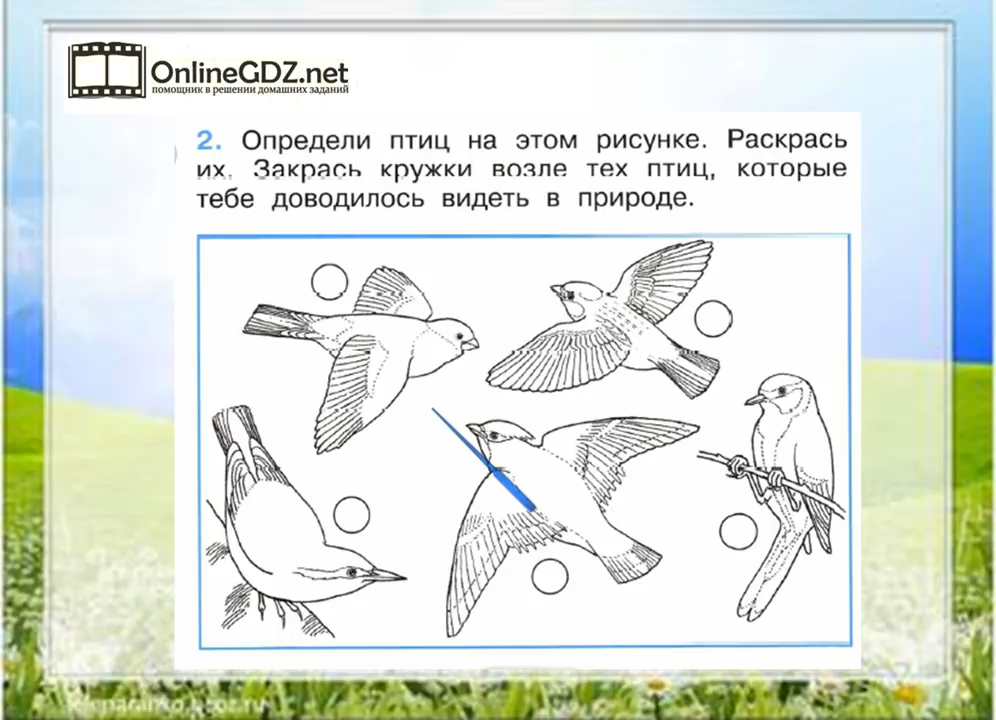 OnlineGDZ.net
помощник в решении домашних заданий
2. Определи птиц на этом рисунке. Раскрась
их. Закрась кружки возле тех птиц, которые
тебе доводилось видеть в природе.